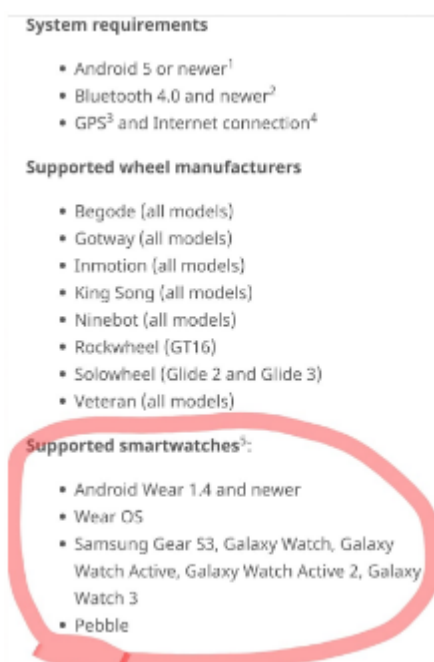 System requirements
• Android 5 or newer¹
• Bluetooth 4.0 and newer²
• GPS³ and Internet connection⁴
Supported wheel manufacturers
• Begode (all models)
• Gotway (all models)
• Inmotion (all models)
• King Song (all models)
• Ninebot (all models)
• Rockwheel (GT16)
• Solowheel (Glide 2 and Glide 3)
• Veteran (all models)
Supported smartwatches⁵:
• Android Wear 1.4 and newer
• Wear OS
• Samsung Gear S3, Galaxy Watch, Galaxy
Watch Active, Galaxy Watch Active 2, Galaxy
Watch 3
• Pebble